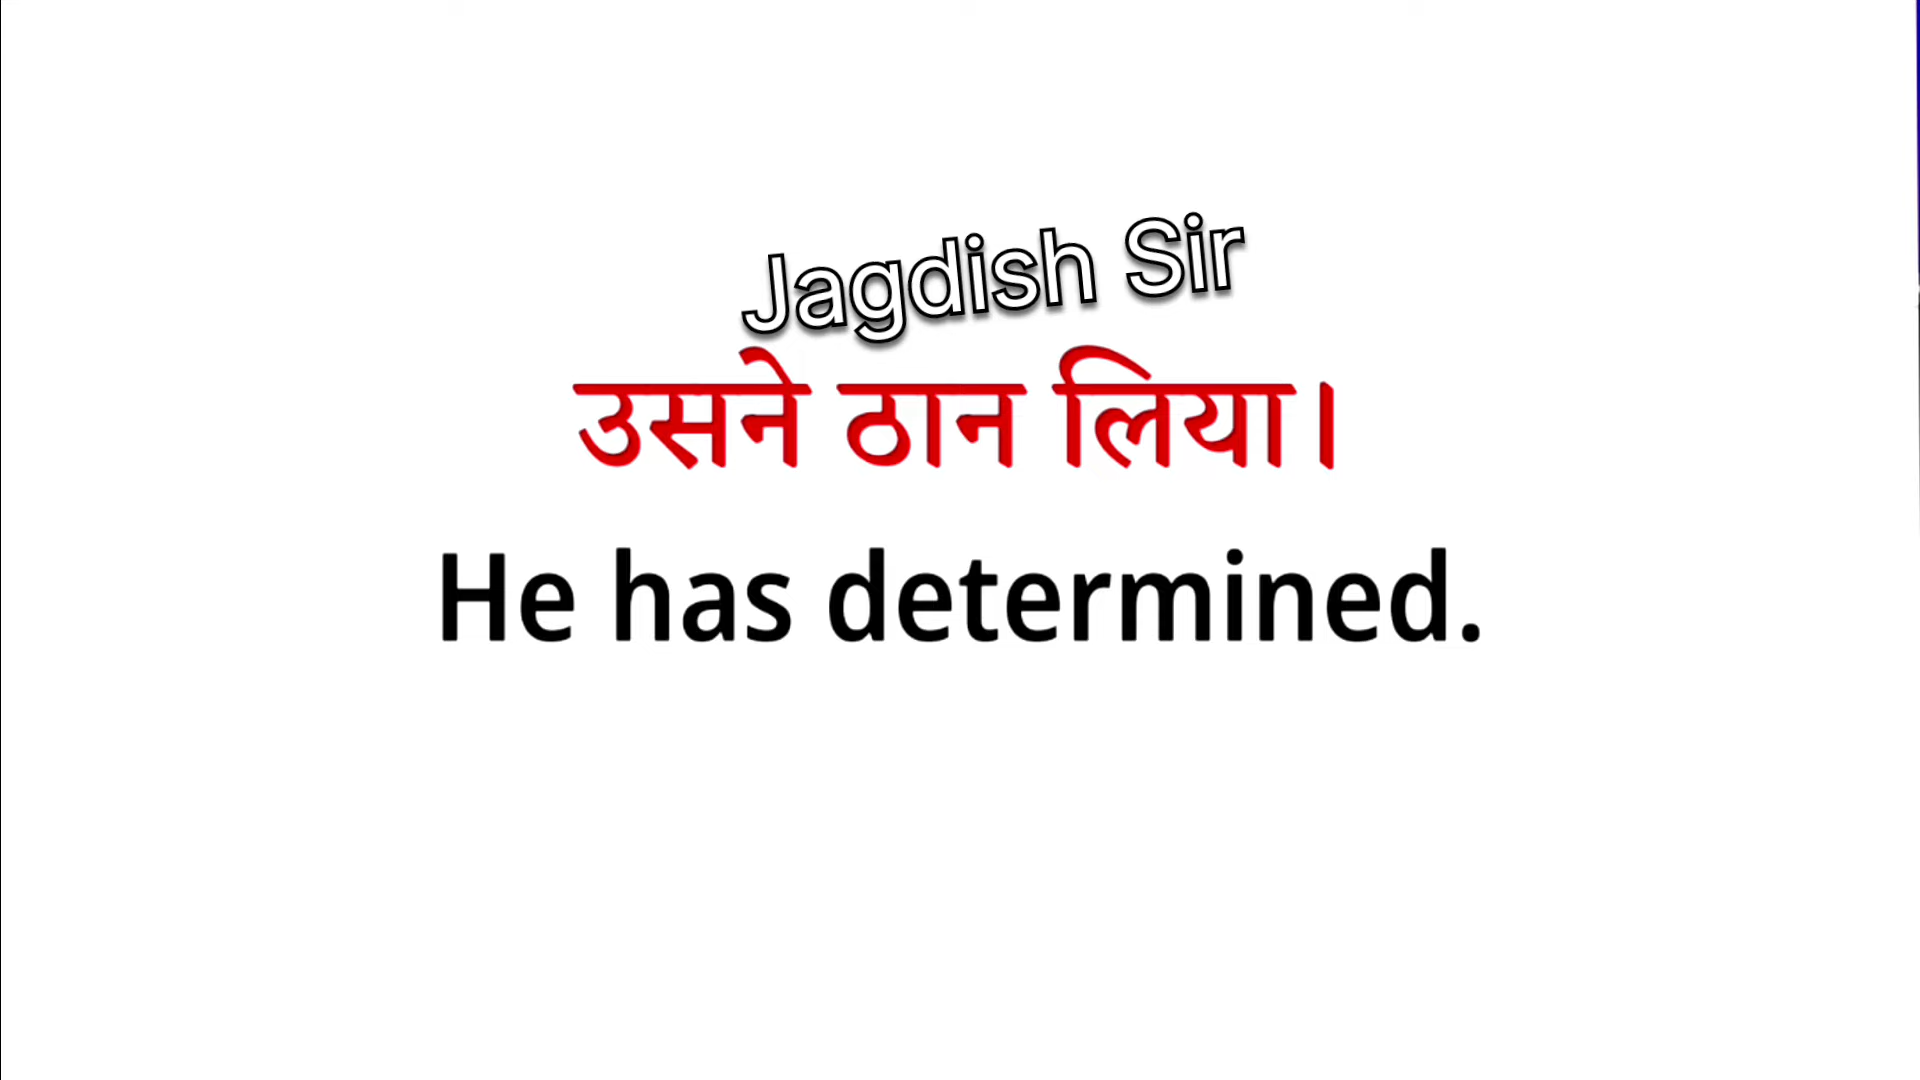 Jagdish Sir
उसने ठान लिया।
He has determined.